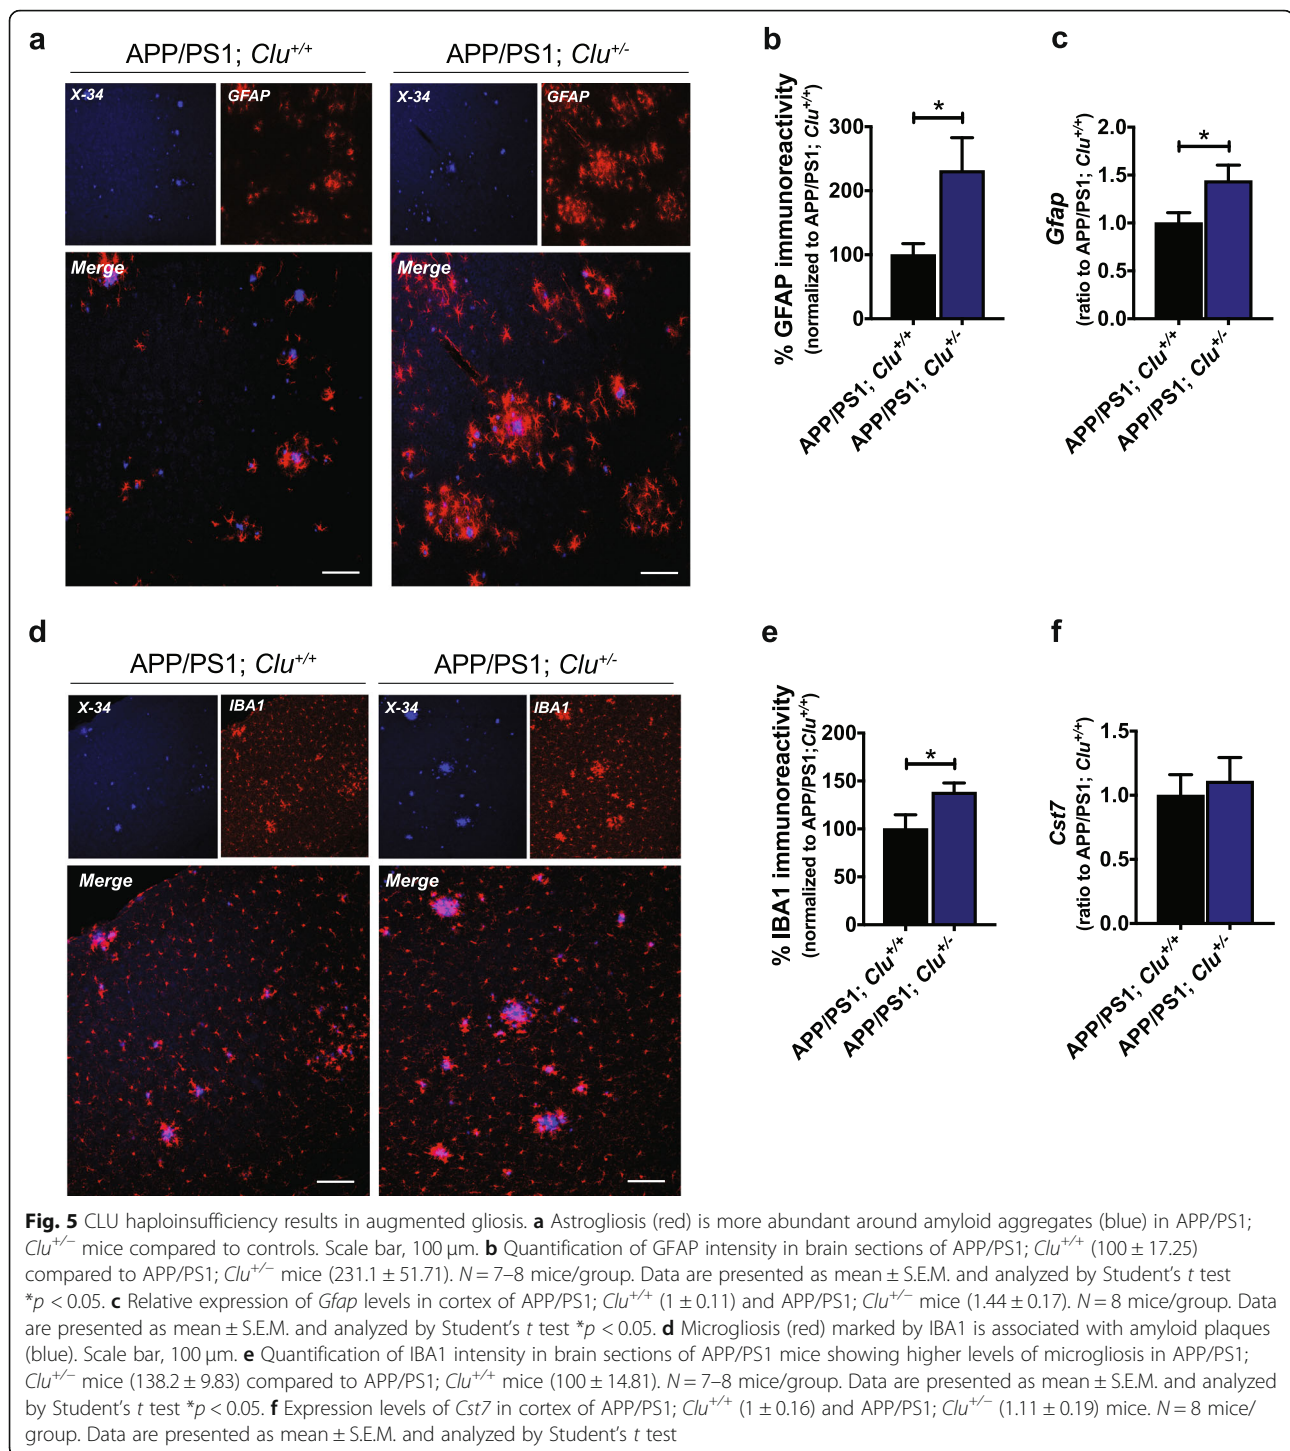 a
APP/PS1; Clu+/+
APP/PS1; Clu+/-
X-34
GFAP
X-34
GFAP
Merge
Merge
b
% GFAP immunoreactivity
(normalized to APP/PS1; Clu+/+)
300
200
100
0
*
APP/PS1; Clu+/+
APP/PS1; Clu+/-
c
Gfap
(ratio to APP/PS1; Clu+/+)
2.0
1.5
1.0
0.5
0.0
*
APP/PS1; Clu+/+
APP/PS1; Clu+/-
d
APP/PS1; Clu+/+
APP/PS1; Clu+/-
X-34
IBA1
X-34
IBA1
Merge
Merge
e
% IBA1 immunoreactivity
(normalized to APP/PS1;Clu+/+)
200
150
100
50
0
*
APP/PS1; Clu+/+
APP/PS1; Clu+/-
f
Cst7
(ratio to APP/PS1; Clu+/+)
1.5
1.0
0.5
0.0
APP/PS1; Clu+/+
APP/PS1; Clu+/-
Fig. 5 CLU haploinsufficiency results in augmented gliosis. a Astrogliosis (red) is more abundant around amyloid aggregates (blue) in APP/PS1;
Clu+/− mice compared to controls. Scale bar, 100 μm. b Quantification of GFAP intensity in brain sections of APP/PS1; Clu+/+ (100 ± 17.25)
compared to APP/PS1; Clu+/− mice (231.1 ± 51.71). N = 7–8 mice/group. Data are presented as mean ± S.E.M. and analyzed by Student's t test
*p < 0.05. c Relative expression of Gfap levels in cortex of APP/PS1; Clu+/+ (1 ± 0.11) and APP/PS1; Clu+/− mice (1.44 ± 0.17). N = 8 mice/group. Data
are presented as mean ± S.E.M. and analyzed by Student's t test *p < 0.05. d Microgliosis (red) marked by IBA1 is associated with amyloid plaques
(blue). Scale bar, 100 μm. e Quantification of IBA1 intensity in brain sections of APP/PS1 mice showing higher levels of microgliosis in APP/PS1;
Clu+/− mice (138.2 ± 9.83) compared to APP/PS1; Clu+/+ mice (100 ± 14.81). N = 7–8 mice/group. Data are presented as mean ± S.E.M. and analyzed
by Student's t test *p < 0.05. f Expression levels of Cst7 in cortex of APP/PS1; Clu+/+ (1 ± 0.16) and APP/PS1; Clu+/− (1.11 ± 0.19) mice. N = 8 mice/
group. Data are presented as mean ± S.E.M. and analyzed by Student's t test